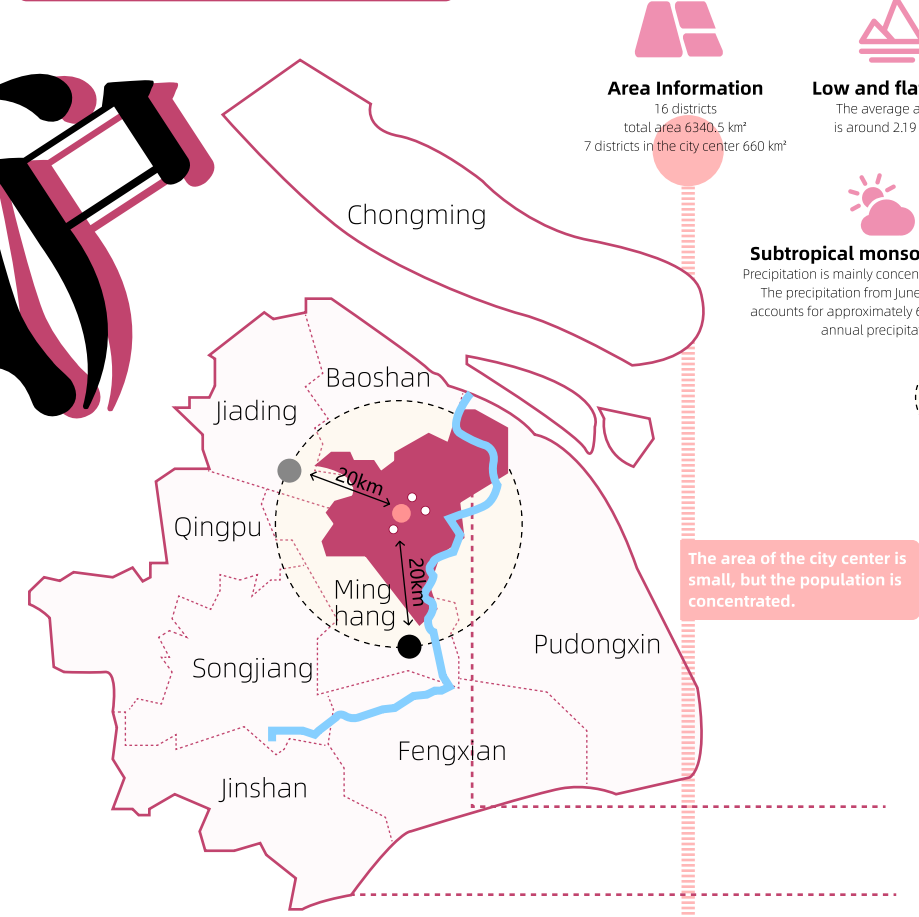 Area Information
16 districts
total area 6340.5 km²
7 districts in the city center 660 km²
Low and fla
The average a
is around 2.19
Subtropical monso
Precipitation is mainly concen
The precipitation from June
accounts for approximately 6
annual precipita
Chongming
Baoshan
Jiading
20km
Qingpu
20km
Ming
hang
The area of the city center is
small, but the population is
concentrated.
Pudongxin
Songjiang
Fengxian
Jinshan